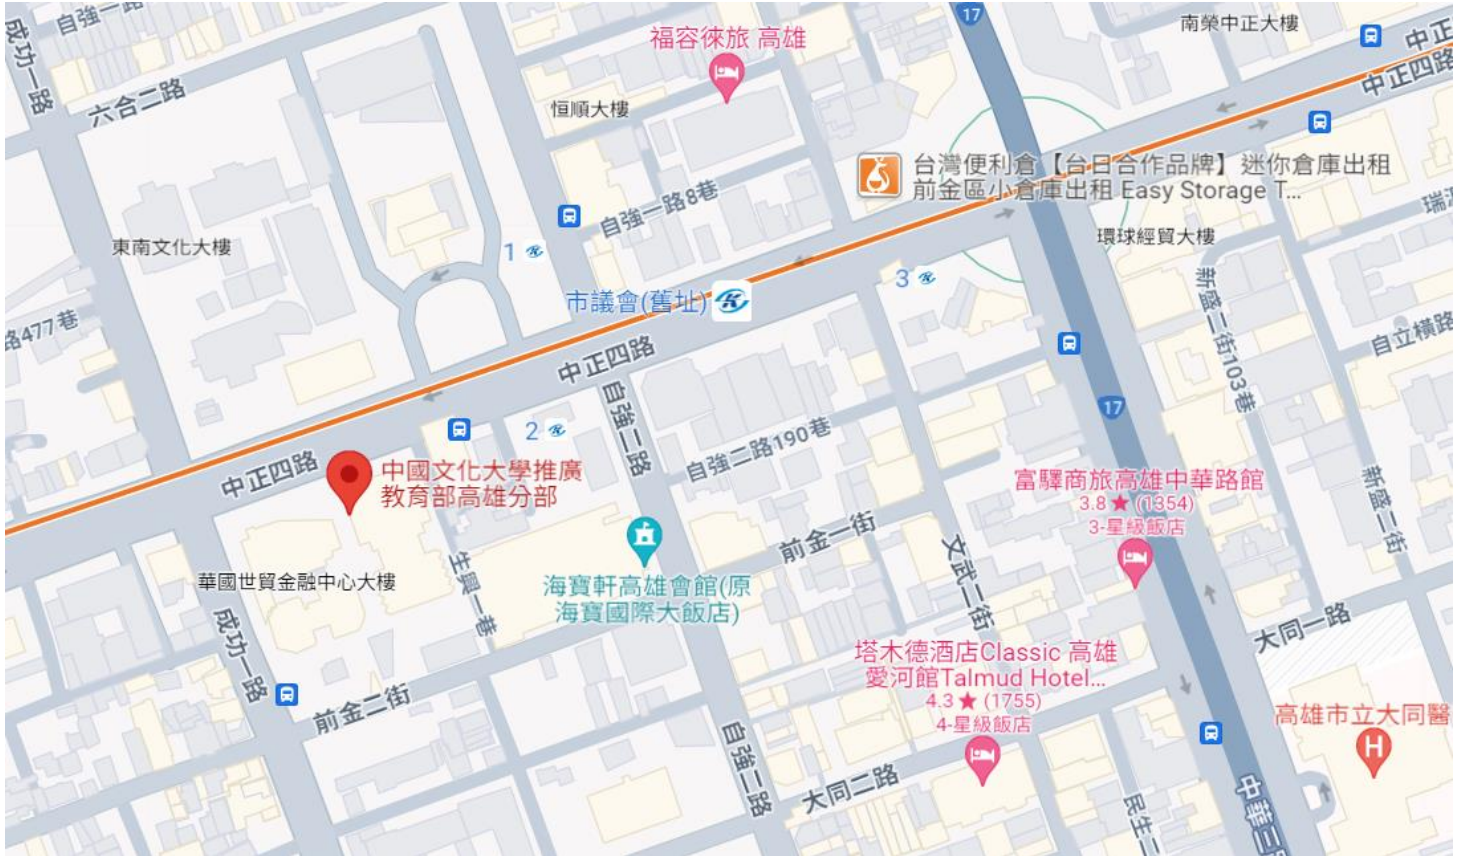 成功一路
自強一路
17
南榮中正大樓
中正
福容徠旅 高雄
六合二路
恒順大樓
中正四路
台灣便利倉【台日合作品牌】迷你倉庫出租
前金區小倉庫出租 Easy Storage T...
自強一路8巷
東南文化大樓
1
環球經貿大樓
3
市議會(舊址)
新盛二街103巷
路477巷
自立橫路
中正四路
17
自強二路
2
自強二路190巷
中正四路
中國文化大學推廣
教育部高雄分部
富驛商旅高雄中華路館
3.8 ★ (1354)
3-星級飯店
新盛二街
前金一街
文武二街
生興一巷
華國世貿金融中心大樓
海寶軒高雄會館(原
海寶國際大飯店)
大同一路
成功一路
塔木德酒店Classic 高雄
愛河館Talmud Hotel...
4.3 ★ (1755)
4-星級飯店
前金二街
高雄市立大同醫
H
自強二路
大同二路
中華三路
民生二